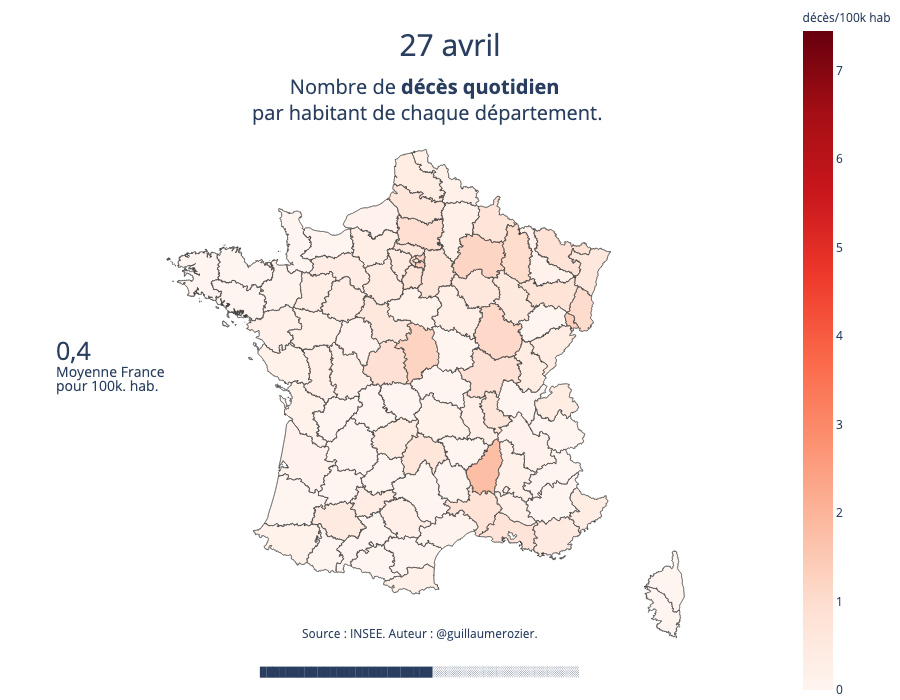 décès/100k hab
27 avril
Nombre de décès quotidien
par habitant de chaque département.
7
6
5
4
3
2
1
0
0,4
Moyenne France
pour 100k. hab.
Source : INSEE. Auteur : @guillaumerozier.